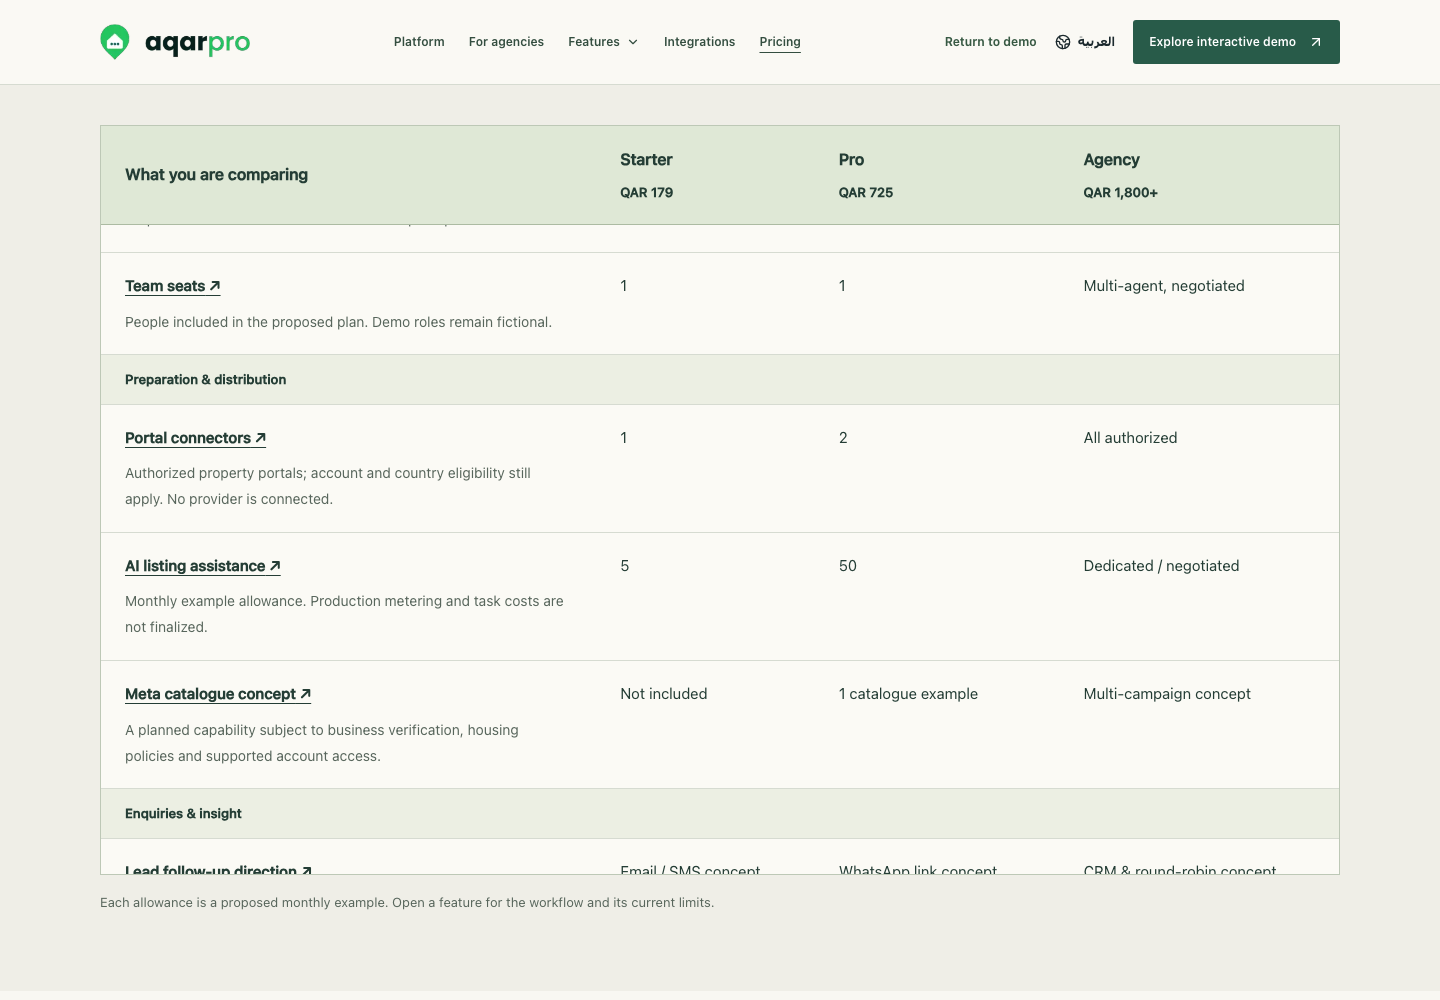 aqarpro
Platform
For agencies
Features
Integrations
Pricing
Return to demo
العربية
Explore interactive demo
What you are comparing
Starter
QAR 179
Pro
QAR 725
Agency
QAR 1,800+
Team seats ↗
1
1
Multi-agent, negotiated
People included in the proposed plan. Demo roles remain fictional.
Preparation & distribution
Portal connectors ↗
1
2
All authorized
Authorized property portals; account and country eligibility still
apply. No provider is connected.
AI listing assistance ↗
5
50
Dedicated / negotiated
Monthly example allowance. Production metering and task costs are
not finalized.
Meta catalogue concept ↗
Not included
1 catalogue example
Multi-campaign concept
A planned capability subject to business verification, housing
policies and supported account access.
Enquiries & insight
Lead follow-up direction ↗
Email / SMS concept
WhatsApp link concept
CRM & round-robin concept
Each allowance is a proposed monthly example. Open a feature for the workflow and its current limits.